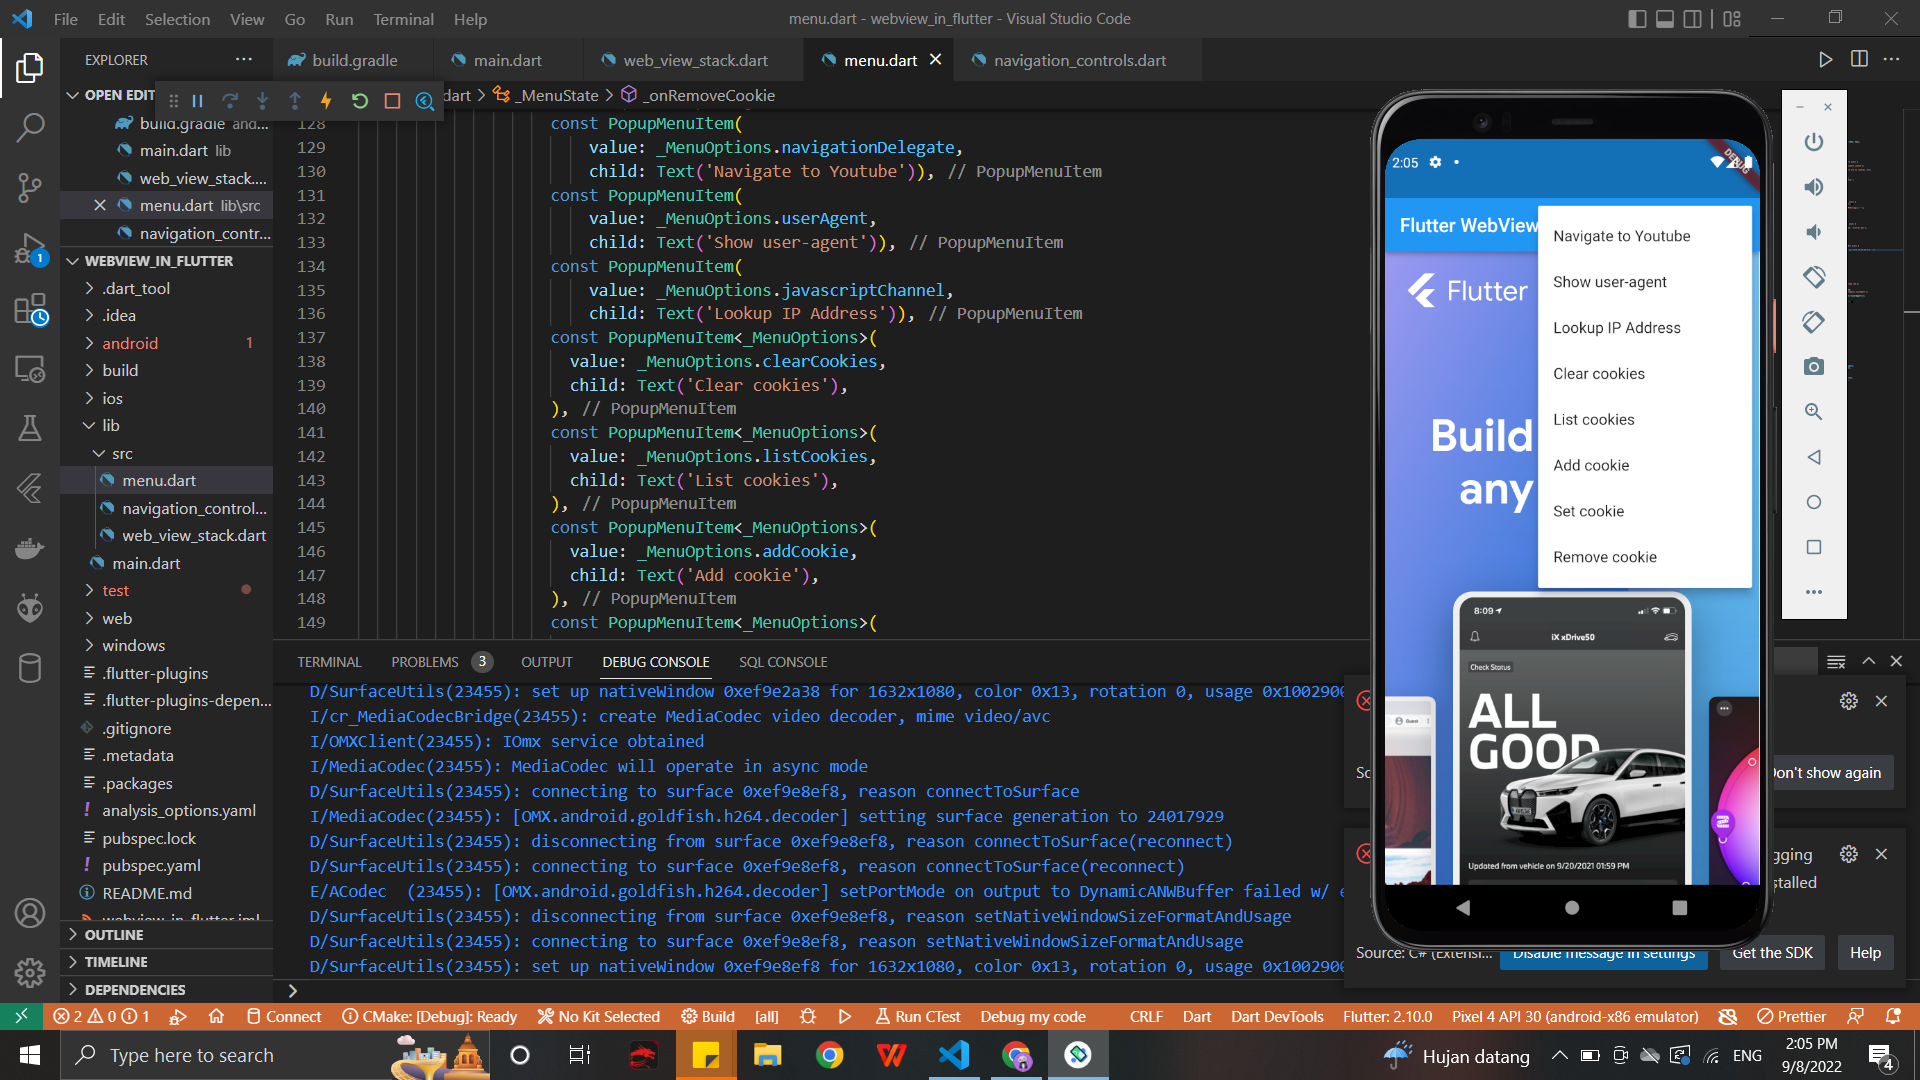 File Edit Selection View Go Run Terminal Help
menu.dart - webview_in_flutter - Visual Studio Code
EXPLORER
build.gradle
main.dart
web_view_stack.dart
menu.dart
navigation_controls.dart
OPEN EDIT
dart > _MenuState > _onRemoveCookie
build.gradle and...
main.dart lib
web_view_stack....
menu.dart lib\src
navigation_contr...
WEBVIEW_IN_FLUTTER
.dart_tool
.idea
android 1
build
ios
lib
src
menu.dart
navigation_control...
web_view_stack.dart
main.dart
test
web
windows
.flutter-plugins
.flutter-plugins-depen...
.gitignore
.metadata
.packages
analysis_options.yaml
pubspec.lock
pubspec.yaml
README.md
webview_in_flutter.iml
OUTLINE
TIMELINE
DEPENDENCIES
1
128 const PopupMenuItem(
129 value: _MenuOptions.navigationDelegate,
130 child: Text('Navigate to Youtube')), // PopupMenuItem
131 const PopupMenuItem(
132 value: _MenuOptions.userAgent,
133 child: Text('Show user-agent')), // PopupMenuItem
134 const PopupMenuItem(
135 value: _MenuOptions.javascriptChannel,
136 child: Text('Lookup IP Address')), // PopupMenuItem
137 const PopupMenuItem<_MenuOptions>(
138 value: _MenuOptions.clearCookies,
139 child: Text('Clear cookies'),
140 ), // PopupMenuItem
141 const PopupMenuItem<_MenuOptions>(
142 value: _MenuOptions.listCookies,
143 child: Text('List cookies'),
144 ), // PopupMenuItem
145 const PopupMenuItem<_MenuOptions>(
146 value: _MenuOptions.addCookie,
147 child: Text('Add cookie'),
148 ), // PopupMenuItem
149 const PopupMenuItem<_MenuOptions>(
TERMINAL PROBLEMS 3 OUTPUT DEBUG CONSOLE SQL CONSOLE
D/SurfaceUtils(23455): set up nativeWindow 0xef9e2a38 for 1632x1080, color 0x13, rotation 0, usage 0x1002900
I/cr_MediaCodecBridge(23455): create MediaCodec video decoder, mime video/avc
I/OMXClient(23455): IOmx service obtained
I/MediaCodec(23455): MediaCodec will operate in async mode
D/SurfaceUtils(23455): connecting to surface 0xef9e8ef8, reason connectToSurface
I/MediaCodec(23455): [OMX.android.goldfish.h264.decoder] setting surface generation to 24017929
D/SurfaceUtils(23455): disconnecting from surface 0xef9e8ef8, reason connectToSurface(reconnect)
D/SurfaceUtils(23455): connecting to surface 0xef9e8ef8, reason connectToSurface(reconnect)
E/ACodec (23455): [OMX.android.goldfish.h264.decoder] setPortMode on output to DynamicANWBuffer failed w/ e
D/SurfaceUtils(23455): disconnecting from surface 0xef9e8ef8, reason setNativeWindowSizeFormatAndUsage
D/SurfaceUtils(23455): connecting to surface 0xef9e8ef8, reason setNativeWindowSizeFormatAndUsage
D/SurfaceUtils(23455): set up nativeWindow 0xef9e8ef8 for 1632x1080, color 0x13, rotation 0, usage 0x1002900
2:05
DEBUG
Flutter WebView
Flutter
Build
any
Navigate to Youtube
Show user-agent
Lookup IP Address
Clear cookies
List cookies
Add cookie
Set cookie
Remove cookie
8:09
iX xDrive50
Check Status
ALL
GOOD
Updated from vehicle on 9/20/2021 01:59 PM
Guest
So
Don't show again
gging
stalled
Source: C# (Extensi...
Disable message in settings
Get the SDK
Help
2 0 1
Connect
CMake: [Debug]: Ready
No Kit Selected
Build
[all]
Run CTest
Debug my code
CRLF
Dart
Dart DevTools
Flutter: 2.10.0
Pixel 4 API 30 (android-x86 emulator)
Prettier
Type here to search
Hujan datang
ENG
2:05 PM
9/8/2022
4